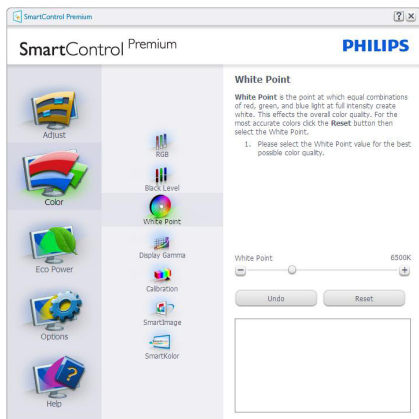 SmartControl Premium
SmartControl Premium
PHILIPS
Adjust
Color
Eco Power
Options
Help
RGB
Black Level
White Point
Display Gamma
Calibration
SmartImage
SmartKolor
White Point
White Point is the point at which equal combinations
of red, green, and blue light at full intensity create
white. This effects the overall color quality. For the
most accurate colors click the Reset button then
select the White Point.
1. Please select the White Point value for the best
possible color quality.
White Point 6500K
Undo Reset